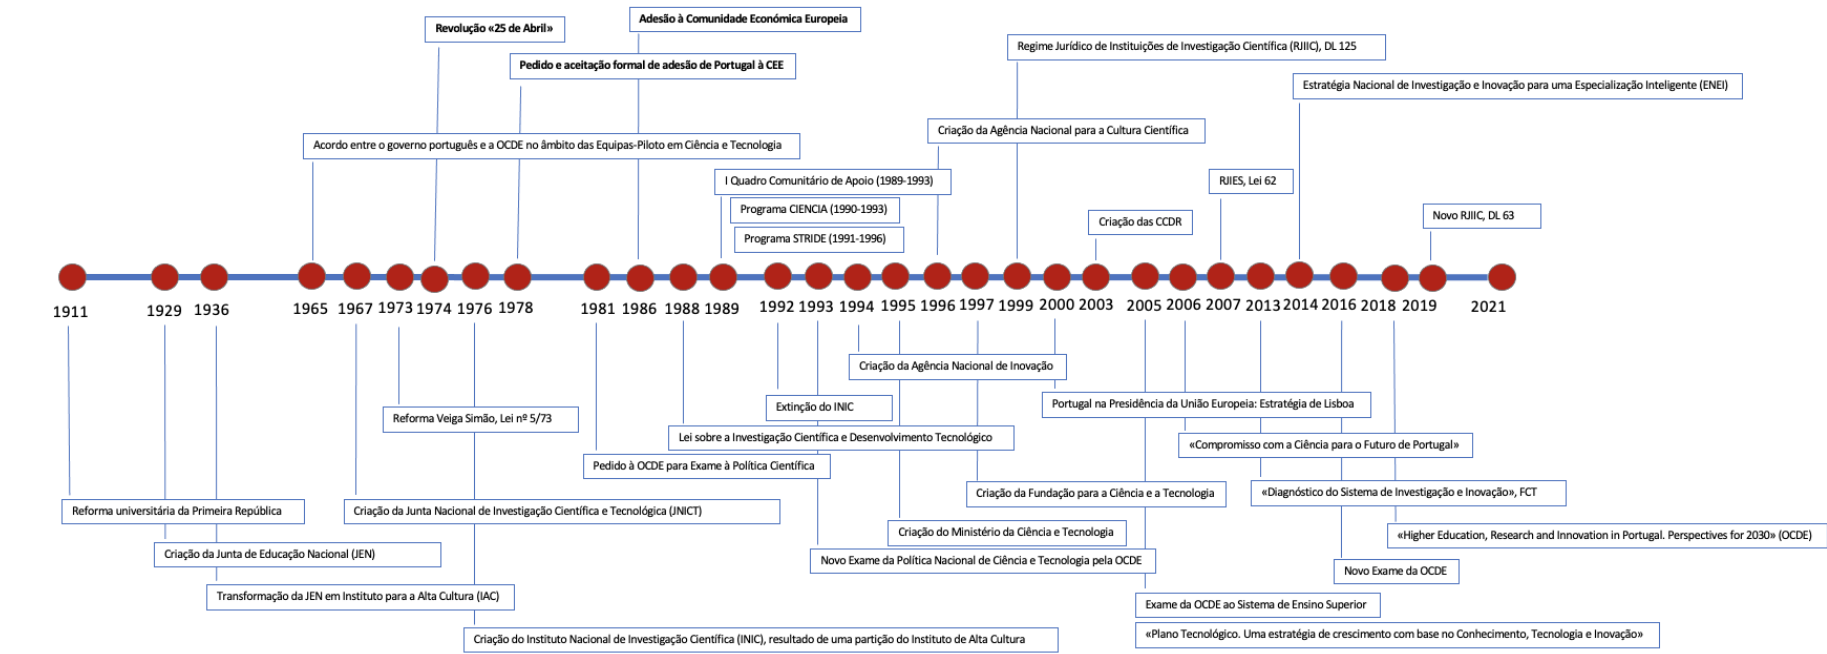 Adesão à Comunidade Económica Europeia
Revolução «25 de Abril»
Regime Jurídico de Instituições de Investigação Científica (RJIIC), DL 125
Pedido e aceitação formal de adesão de Portugal à CEE
Estratégia Nacional de Investigação e Inovação para uma Especialização Inteligente (ENEI)
Criação da Agência Nacional para a Cultura Científica
Acordo entre o governo português e a OCDE no âmbito das Equipas-Piloto em Ciência e Tecnologia
I Quadro Comunitário de Apoio (1989-1993)
RJIES, Lei 62
Programa CIENCIA (1990-1993)
Novo RJIIC, DL 63
Criação das CCDR
Programa STRIDE (1991-1996)
1911 1929 1936 1965 1967 1973 1974 1976 1978 1981 1986 1988 1989 1992 1993 1994 1995 1996 1997 1999 2000 2003 2005 2006 2007 2013 2014 2016 2018 2019 2021
Criação da Agência Nacional de Inovação
Extinção do INIC
Portugal na Presidência da União Europeia: Estratégia de Lisboa
Reforma Veiga Simão, Lei nº 5/73
Lei sobre a Investigação Científica e Desenvolvimento Tecnológico
«Compromisso com a Ciência para o Futuro de Portugal»
Pedido à OCDE para Exame à Política Científica
Criação da Fundação para a Ciência e a Tecnologia
«Diagnóstico do Sistema de Investigação e Inovação», FCT
Reforma universitária da Primeira República
Criação da Junta Nacional de Investigação Científica e Tecnológica (JNICT)
Criação do Ministério da Ciência e Tecnologia
«Higher Education, Research and Innovation in Portugal. Perspectives for 2030» (OCDE)
Criação da Junta de Educação Nacional (JEN)
Novo Exame da Política Nacional de Ciência e Tecnologia pela OCDE
Novo Exame da OCDE
Transformação da JEN em Instituto para a Alta Cultura (IAC)
Exame da OCDE ao Sistema de Ensino Superior
«Plano Tecnológico. Uma estratégia de crescimento com base no Conhecimento, Tecnologia e Inovação»
Criação do Instituto Nacional de Investigação Científica (INIC), resultado de uma partição do Instituto de Alta Cultura